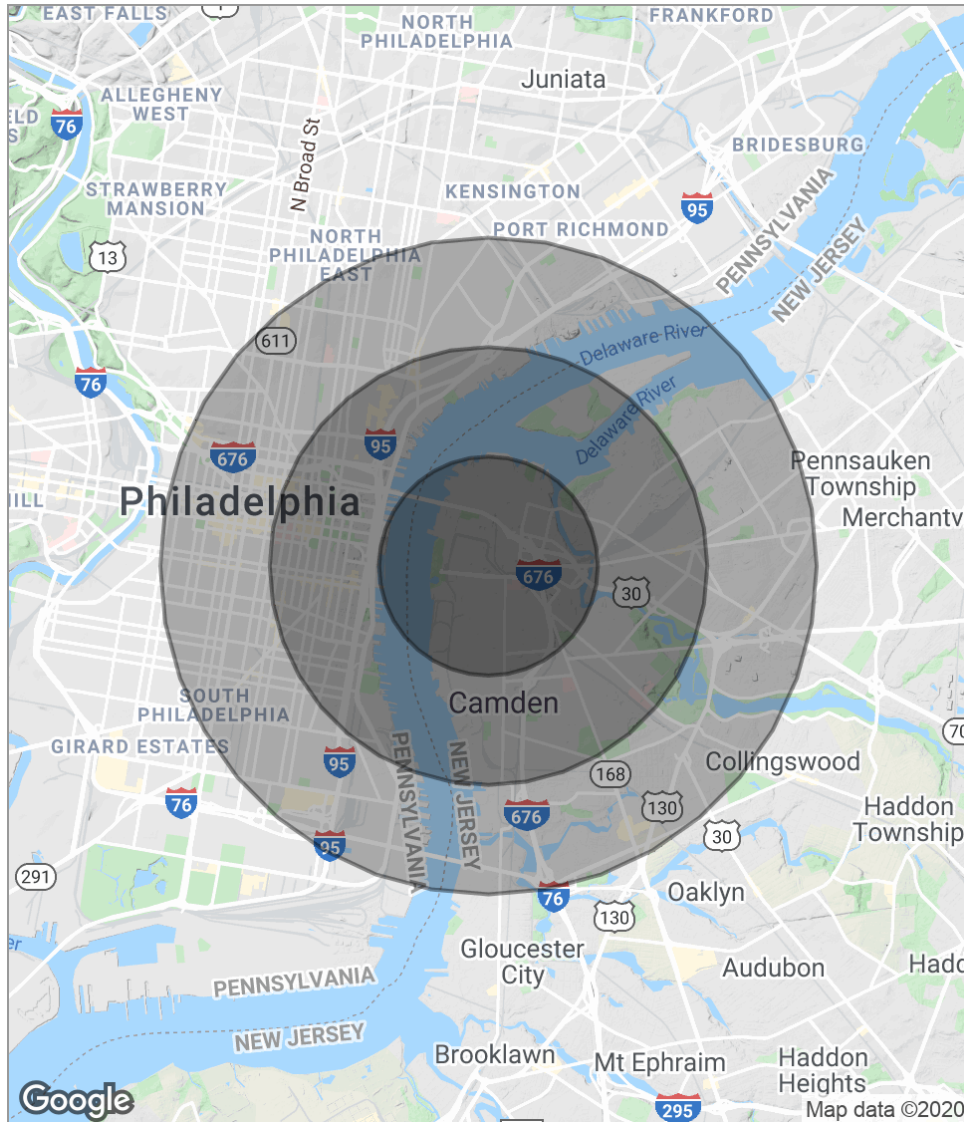 EAST FALLS
1
NORTH
PHILADELPHIA
FRANKFORD
Juniata
ALLEGHENY
WEST
76
N Broad St
BRIDESBURG
STRAWBERRY
MANSION
KENSINGTON
95
PENNSYLVANIA
NEW JERSEY
13
NORTH
PHILADELPHIA
EAST
PORT RICHMOND
611
Delaware River
76
Delaware River
676
95
Philadelphia
Pennsauken
Township
Merchantv
HILL
676
30
SOUTH
PHILADELPHIA
Camden
GIRARD ESTATES
95
PENNSYLVANIA
NEW JERSEY
70
Collingswood
168
76
130
676
Haddon
Township
95
30
291
76
Oaklyn
130
Gloucester
City
Audubon
Hadd
PENNSYLVANIA
NEW JERSEY
Brooklawn
Mt Ephraim
Haddon
Heights
Google
295
Map data ©2020